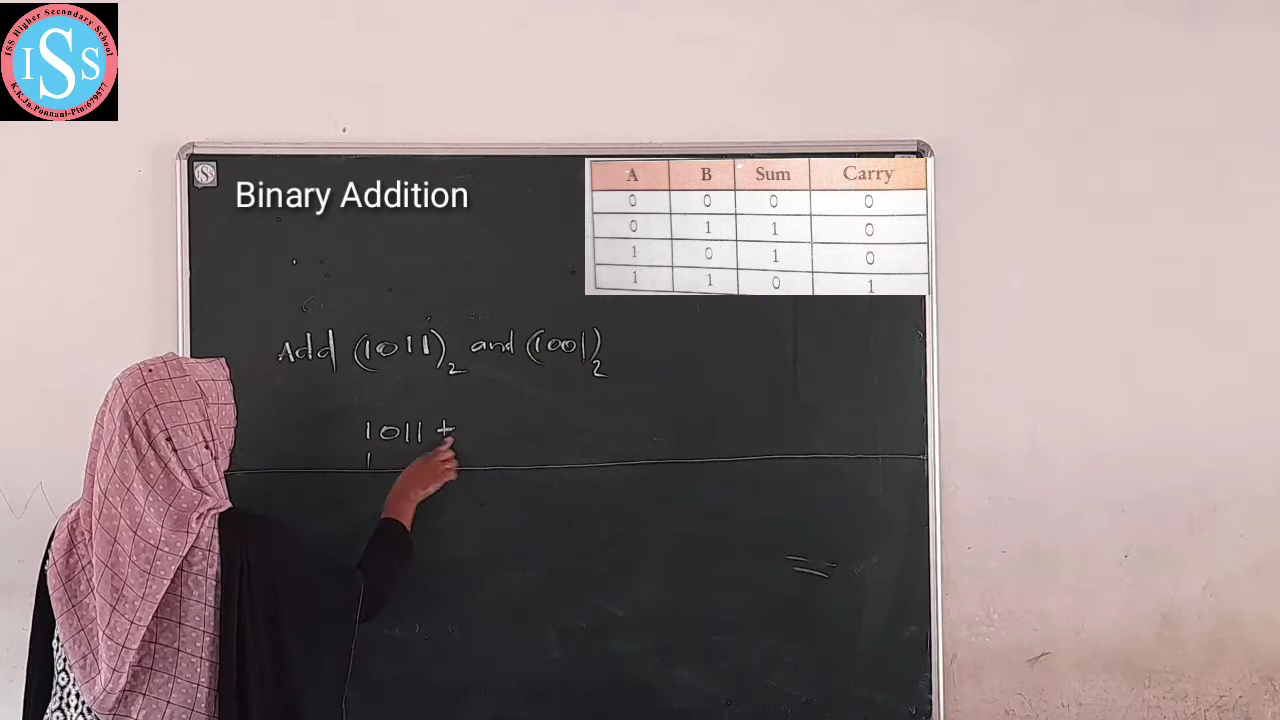 ISS Higher Secondary School
ISS
K.K.Jn.Ponnani-Pin:679577
Binary Addition
A B Sum Carry
0 0 0 0
0 1 1 0
1 0 1 0
1 1 0 1
Add (1011)₂ and (1001)₂
1011 +
1
=